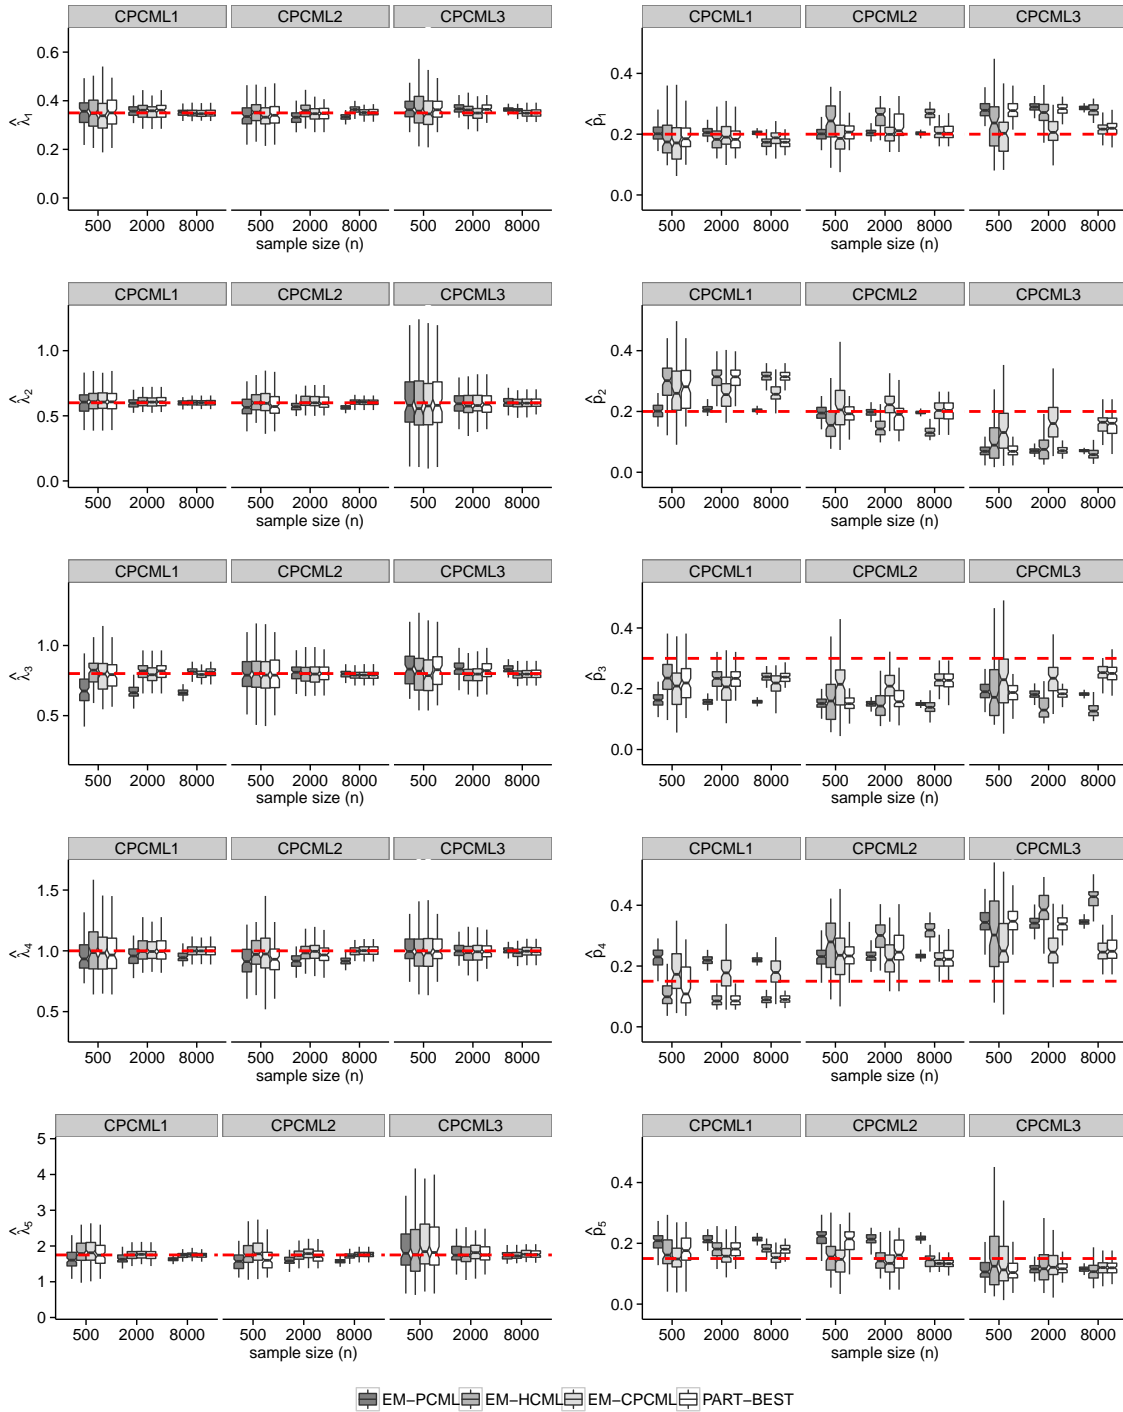 CPCML1 CPCML2 CPCML3
0.6
0.4
0.2
0.0
λ̂₁
500 2000 8000 500 2000 8000 500 2000 8000
sample size (n)
CPCML1 CPCML2 CPCML3
0.4
0.2
0.0
p̂₁
500 2000 8000 500 2000 8000 500 2000 8000
sample size (n)
CPCML1 CPCML2 CPCML3
1.0
0.5
0.0
λ̂₂
500 2000 8000 500 2000 8000 500 2000 8000
sample size (n)
CPCML1 CPCML2 CPCML3
0.4
0.2
0.0
p̂₂
500 2000 8000 500 2000 8000 500 2000 8000
sample size (n)
CPCML1 CPCML2 CPCML3
1.0
0.5
λ̂₃
500 2000 8000 500 2000 8000 500 2000 8000
sample size (n)
CPCML1 CPCML2 CPCML3
0.4
0.2
0.0
p̂₃
500 2000 8000 500 2000 8000 500 2000 8000
sample size (n)
CPCML1 CPCML2 CPCML3
1.5
1.0
0.5
λ̂₄
500 2000 8000 500 2000 8000 500 2000 8000
sample size (n)
CPCML1 CPCML2 CPCML3
0.4
0.2
0.0
p̂₄
500 2000 8000 500 2000 8000 500 2000 8000
sample size (n)
CPCML1 CPCML2 CPCML3
5
4
3
2
1
0
λ̂₅
500 2000 8000 500 2000 8000 500 2000 8000
sample size (n)
CPCML1 CPCML2 CPCML3
0.4
0.2
0.0
p̂₅
500 2000 8000 500 2000 8000 500 2000 8000
sample size (n)
EM−PCML EM−HCML EM−CPCML PART−BEST